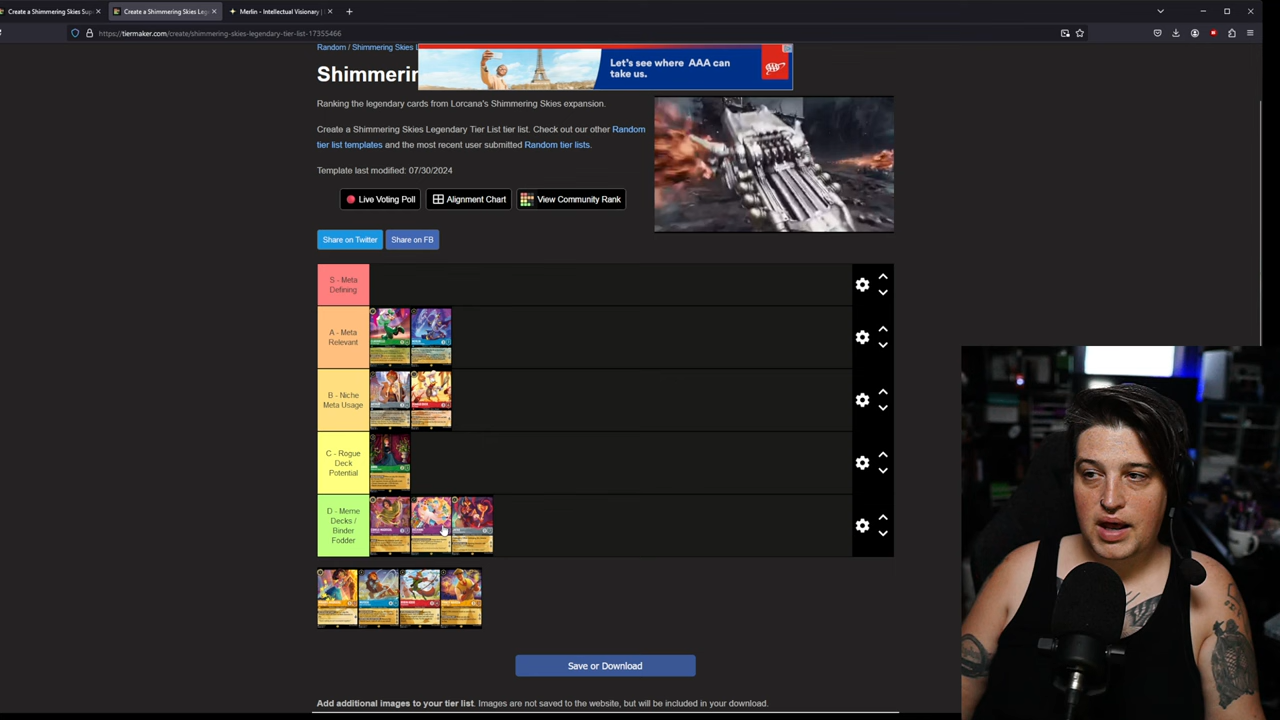 Create a Shimmering Skies Sup
Create a Shimmering Skies Leg
Merlin - Intellectual Visionary |
https://tiermaker.com/create/shimmering-skies-legendary-tier-list-17355466
Random / Shimmering Skies L
Shimmerin
Let's see where AAA can
take us.
Ranking the legendary cards from Lorcana's Shimmering Skies expansion.
Create a Shimmering Skies Legendary Tier List tier list. Check out our other Random
tier list templates and the most recent user submitted Random tier lists.
Template last modified: 07/30/2024
Live Voting Poll
Alignment Chart
View Community Rank
Share on Twitter
Share on FB
S - Meta
Defining
A - Meta
Relevant
B - Niche
Meta Usage
C - Rogue
Deck
Potential
D - Meme
Decks /
Binder
Fodder
Save or Download
Add additional images to your tier list. Images are not saved to the website, but will be included in your download.